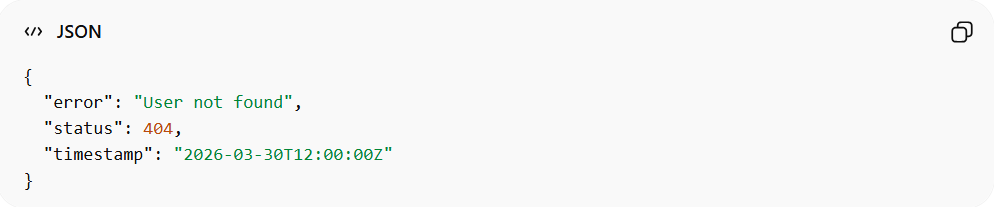 JSON
{
  "error": "User not found",
  "status": 404,
  "timestamp": "2026-03-30T12:00:00Z"
}